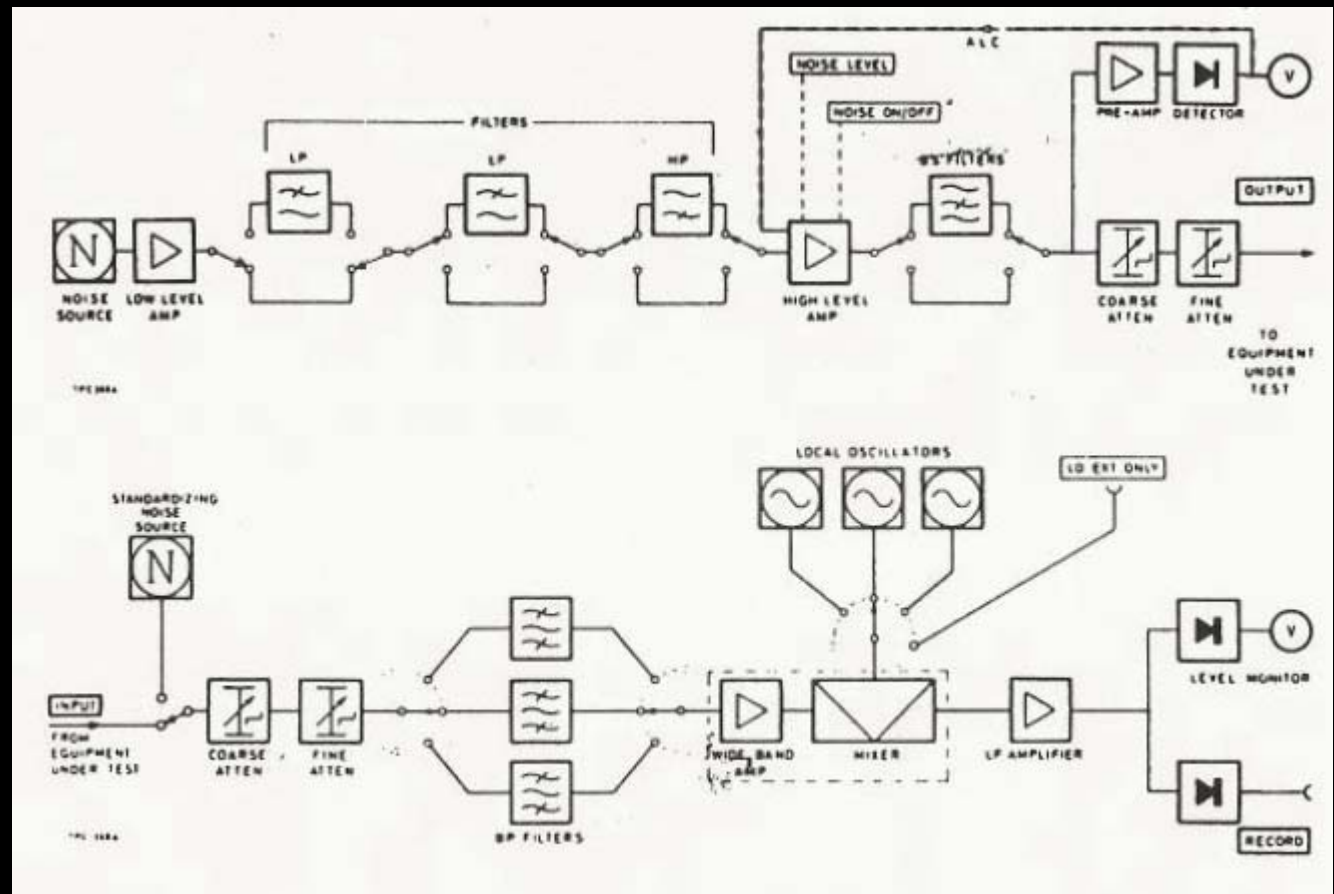 ALC
NOISE LEVEL
NOISE ON/OFF
PRE-AMP
DETECTOR
V
FILTERS
LP
LP
HP
BS FILTERS
OUTPUT
N
NOISE
SOURCE
LOW LEVEL
AMP
HIGH LEVEL
AMP
COARSE
ATTEN
FINE
ATTEN
TO
EQUIPMENT
UNDER
TEST
LOCAL OSCILLATORS
LO EXT ONLY
STANDARDIZING
NOISE
SOURCE
N
V
LEVEL MONITOR
INPUT
FROM
EQUIPMENT
UNDER TEST
COARSE
ATTEN
FINE
ATTEN
WIDE BAND
AMP
MIXER
LF AMPLIFIER
BP FILTERS
RECORD